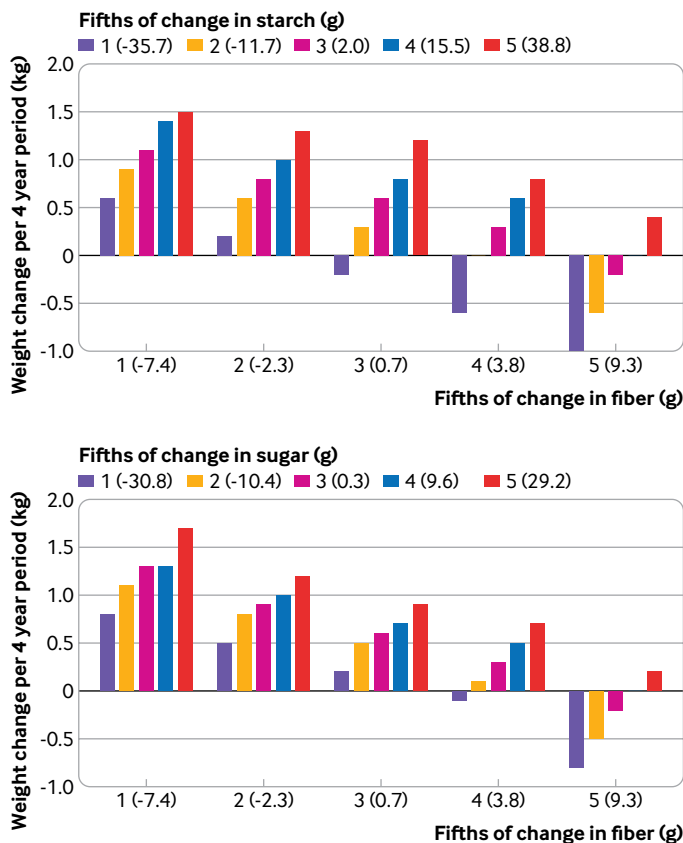 Fifths of change in starch (g)
1 (-35.7) 2 (-11.7) 3 (2.0) 4 (15.5) 5 (38.8)
Weight change per 4 year period (kg)
2.0
1.5
1.0
0.5
0
-0.5
-1.0
1 (-7.4) 2 (-2.3) 3 (0.7) 4 (3.8) 5 (9.3)
Fifths of change in fiber (g)
Fifths of change in sugar (g)
1 (-30.8) 2 (-10.4) 3 (0.3) 4 (9.6) 5 (29.2)
Weight change per 4 year period (kg)
2.0
1.5
1.0
0.5
0
-0.5
-1.0
1 (-7.4) 2 (-2.3) 3 (0.7) 4 (3.8) 5 (9.3)
Fifths of change in fiber (g)